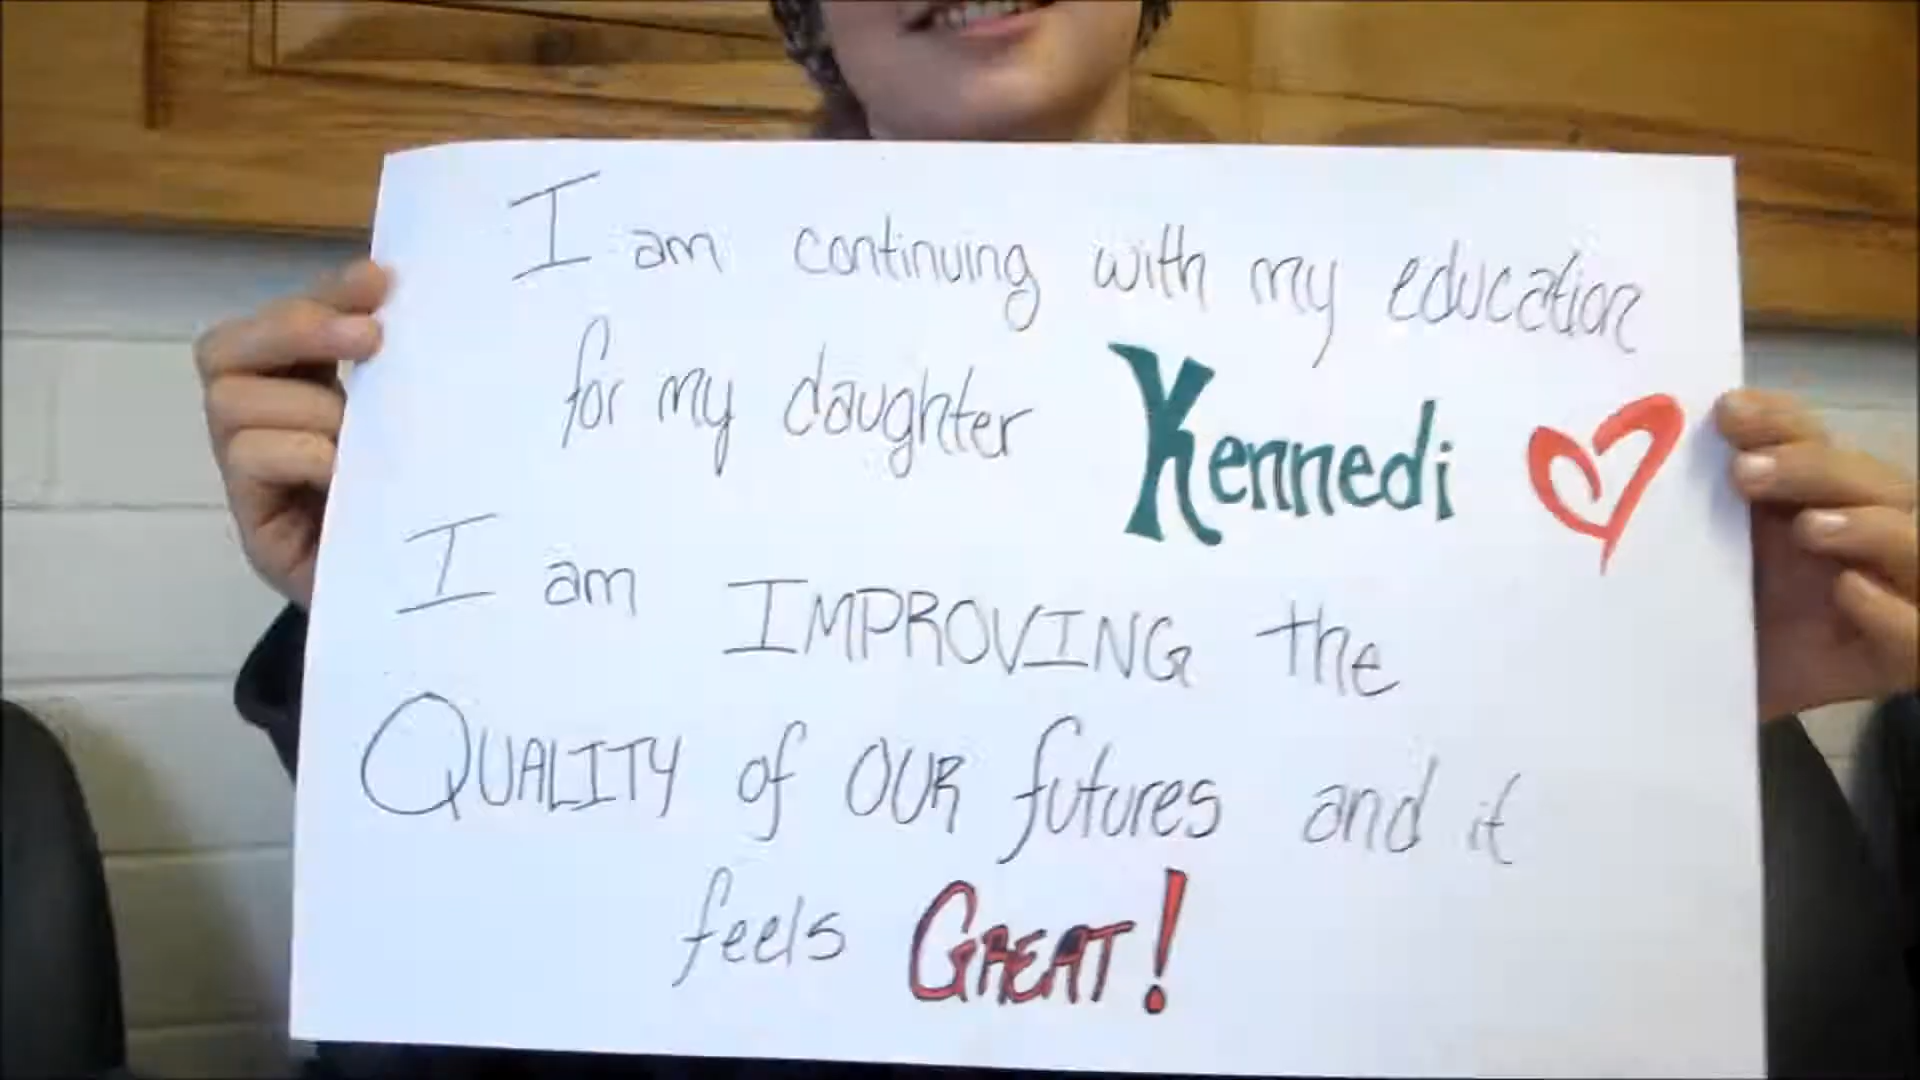 I am continuing with my education
for my daughter Kennedi
I am IMPROVING the
QUALITY of OUR futures and it
feels GREAT!